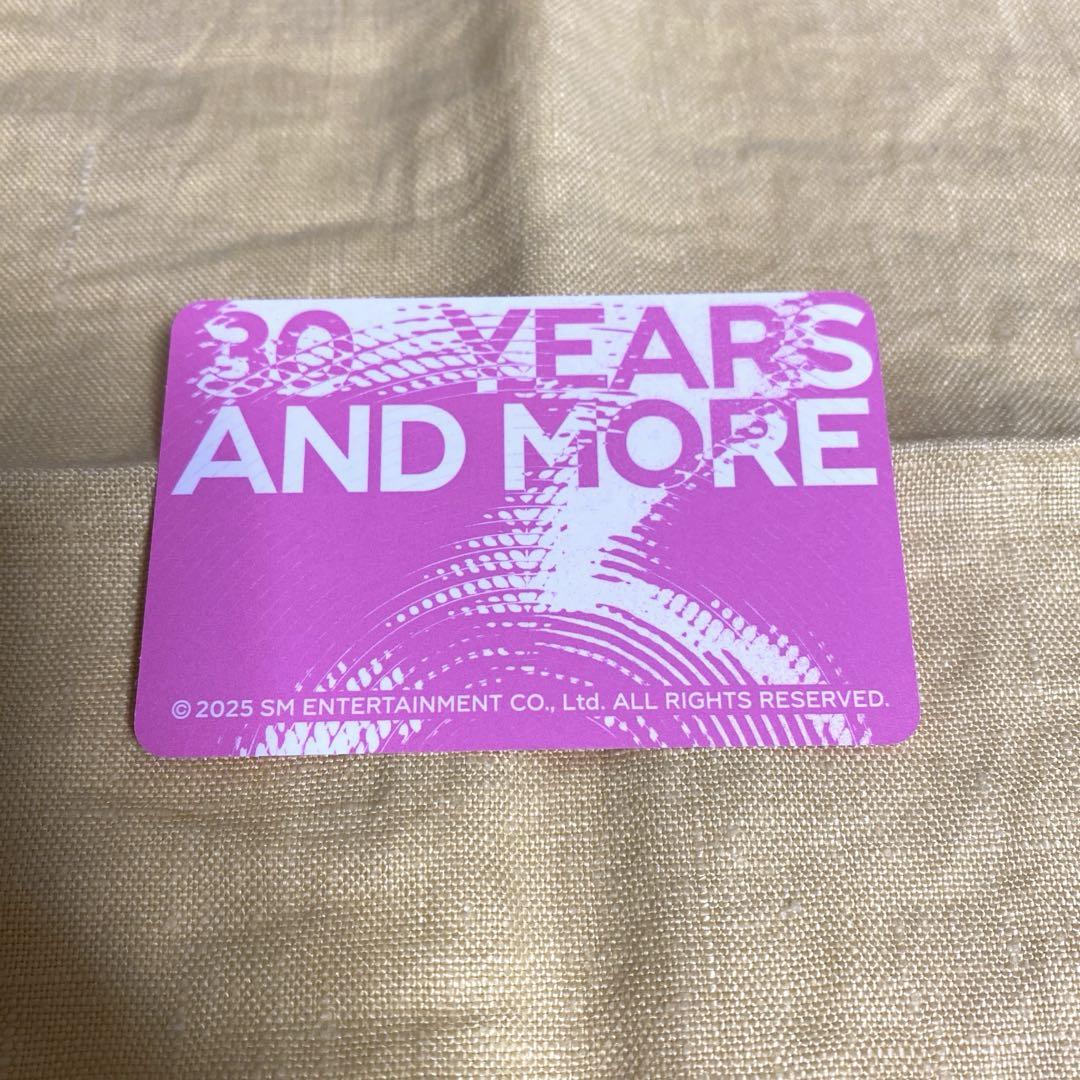 30 YEARS
AND MORE
© 2025 SM ENTERTAINMENT CO., Ltd. ALL RIGHTS RESERVED.